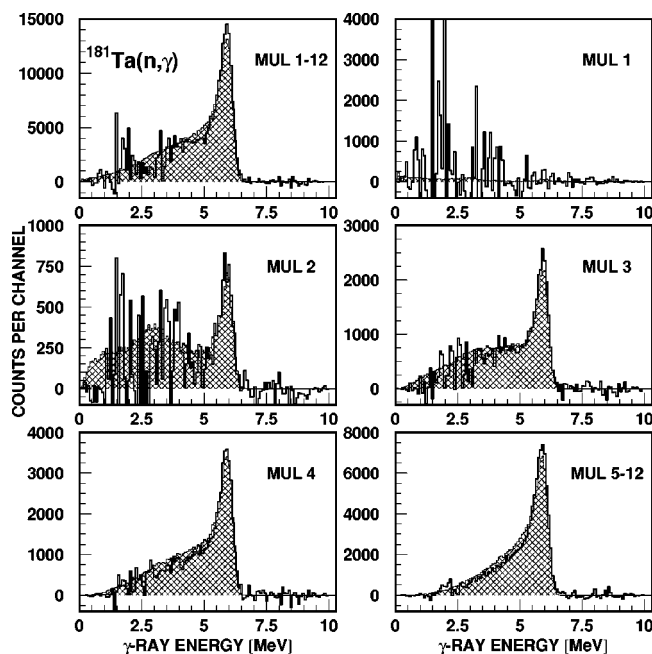 15000
10000
5000
0
181Ta(n,γ)
MUL 1-12
0 2.5 5 7.5 10
4000
3000
2000
1000
0
MUL 1
0 2.5 5 7.5 10
COUNTS PER CHANNEL
1000
750
500
250
0
MUL 2
0 2.5 5 7.5 10
3000
2000
1000
0
MUL 3
0 2.5 5 7.5 10
4000
3000
2000
1000
0
MUL 4
0 2.5 5 7.5 10
γ-RAY ENERGY [MeV]
8000
6000
4000
2000
0
MUL 5-12
0 2.5 5 7.5 10
γ-RAY ENERGY [MeV]